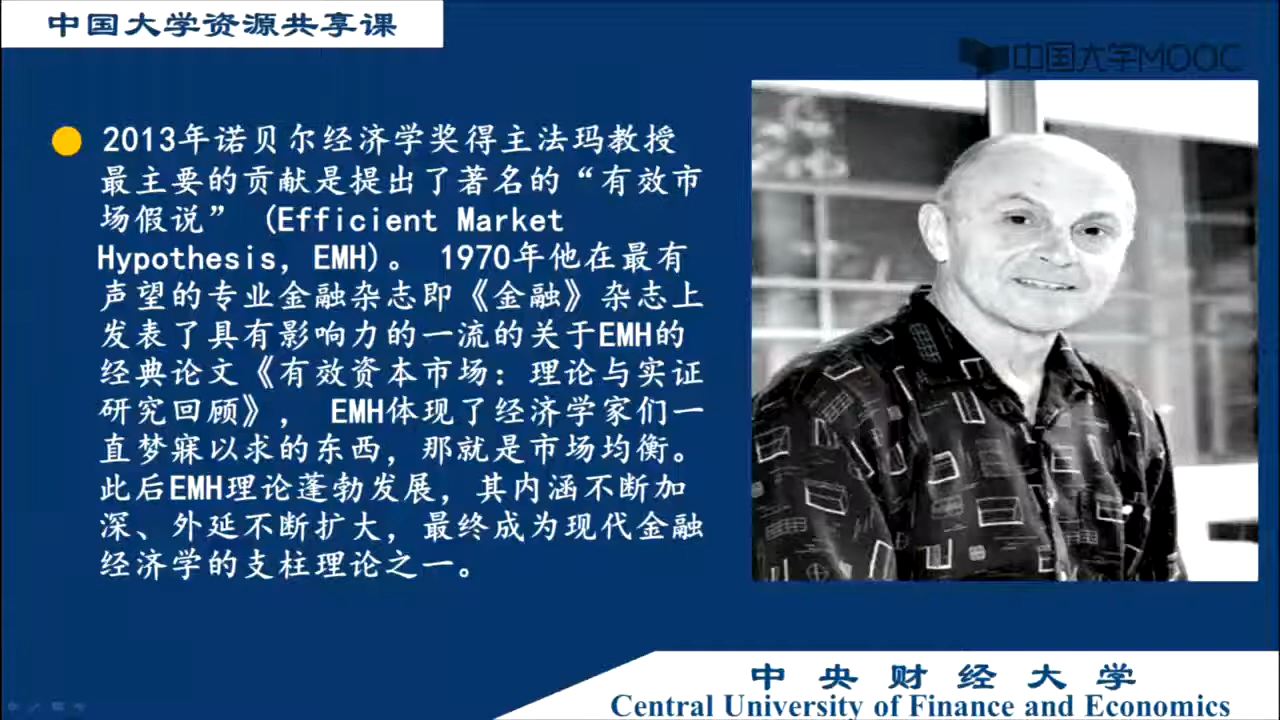 中国大学资源共享课
中国大学MOOC
2013年诺贝尔经济学奖得主法玛教授
最主要的贡献是提出了著名的“有效市
场假说” (Efficient Market
Hypothesis, EMH)。 1970年他在最有
声望的专业金融杂志即《金融》杂志上
发表了具有影响力的一流的关于EMH的
经典论文《有效资本市场：理论与实证
研究回顾》， EMH体现了经济学家们一
直梦寐以求的东西，那就是市场均衡。
此后EMH理论蓬勃发展，其内涵不断加
深、外延不断扩大，最终成为现代金融
经济学的支柱理论之一。
中央财经大学
Central University of Finance and Economics